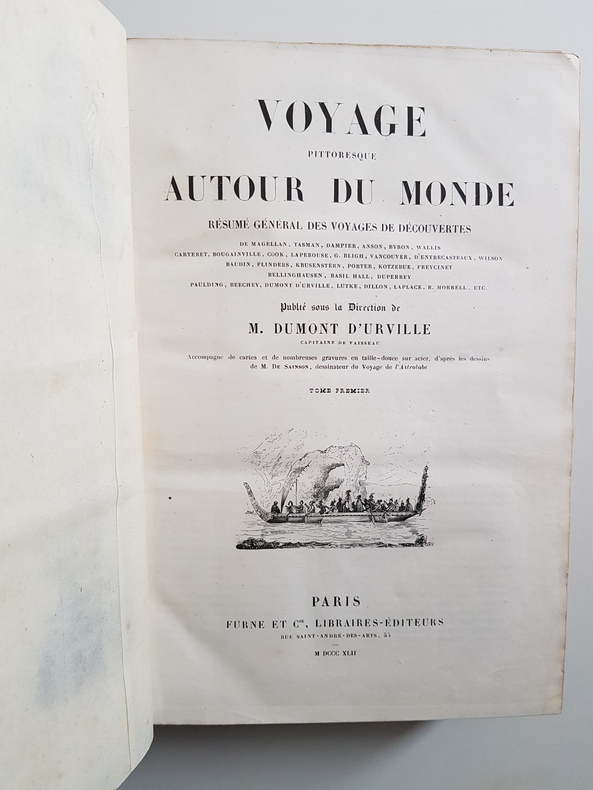 VOYAGE
PITTORESQUE
AUTOUR DU MONDE
RÉSUMÉ GÉNÉRAL DES VOYAGES DE DÉCOUVERTES
DE MAGELLAN, TASMAN, DAMPIER, ANSON, BYRON, WALLIS
CARTERET, BOUGAINVILLE, COOK, LAPEROUSE, G. BLIGH, VANCOUVER, D'ENTRECASTEAUX, WILSON
BAUDIN, FLINDERS, KRUSENSTERN, PORTER, KOTZEBUE, FREYCINET
BELLINGHAUSEN, BASIL HALL, DUPERREY
PAULDING, BEECHEY, DUMONT D'URVILLE, LUTKE, DILLON, LAPLACE, B. MORRELL, ETC.
Publié sous la Direction de
M. DUMONT D'URVILLE
CAPITAINE DE VAISSEAU
Accompagné de cartes et de nombreuses gravures en taille-douce sur acier, d'après les dessins
de M. DE SAINSON, dessinateur du Voyage de l'Astrolabe
TOME PREMIER
PARIS
FURNE ET Cie, LIBRAIRES-ÉDITEURS
RUE SAINT-ANDRÉ-DES-ARTS, 55
M DCCC XLII